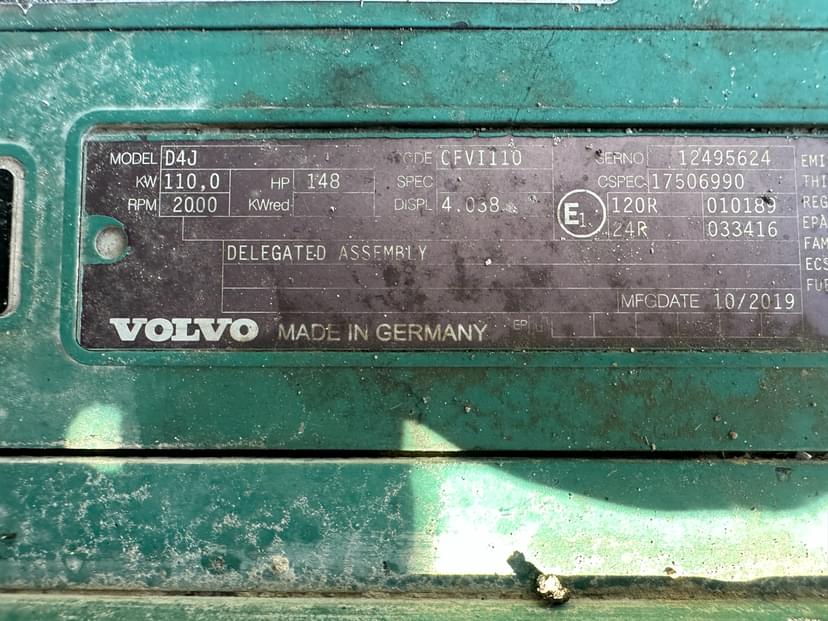 MODEL D4J CODE CFVI110 SERNO 12495624 EMI
KW 110,0 HP 148 SPEC CSPEC 17506990 THI
RPM 2000 KWred DISPL 4.038 E1 120R 010189 REG
24R 033416 EPA
DELEGATED ASSEMBLY FAM
ECS
MFGDATE 10/2019 FUE
VOLVO MADE IN GERMANY EP